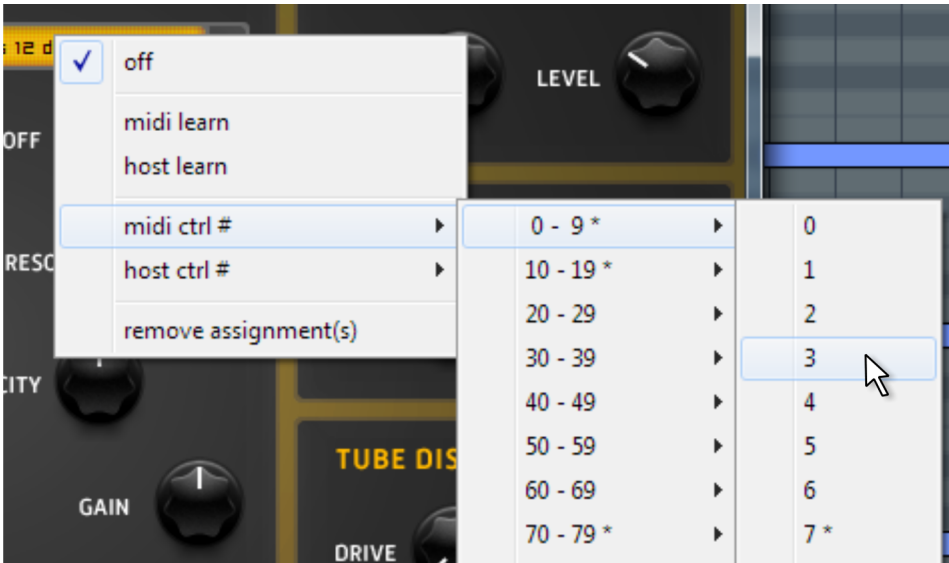 s 12 d
off
midi learn
host learn
midi ctrl #
host ctrl #
remove assignment(s)
0 - 9 *
10 - 19 *
20 - 29
30 - 39
40 - 49
50 - 59
60 - 69
70 - 79 *
0
1
2
3
4
5
6
7 *
LEVEL
OFF
RESO
CITY
GAIN
TUBE DIS
DRIVE